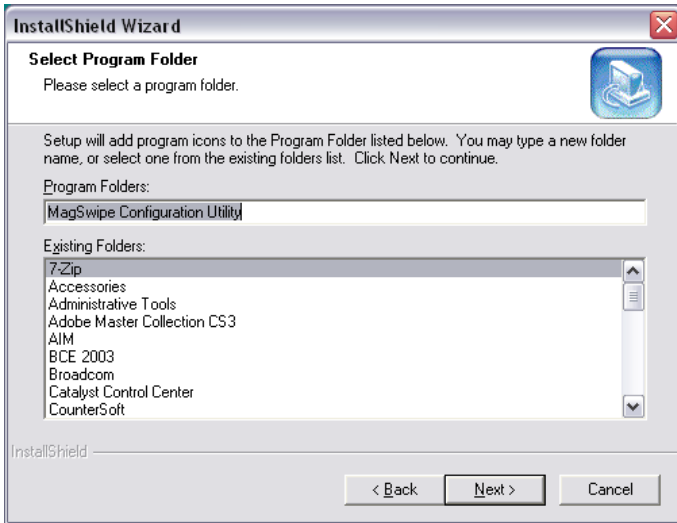 InstallShield Wizard
Select Program Folder
Please select a program folder.
Setup will add program icons to the Program Folder listed below.  You may type a new folder
name, or select one from the existing folders list.  Click Next to continue.
Program Folders:
MagSwipe Configuration Utility
Existing Folders:
7-Zip
Accessories
Administrative Tools
Adobe Master Collection CS3
AIM
BCE 2003
Broadcom
Catalyst Control Center
CounterSoft
InstallShield
< Back Next > Cancel